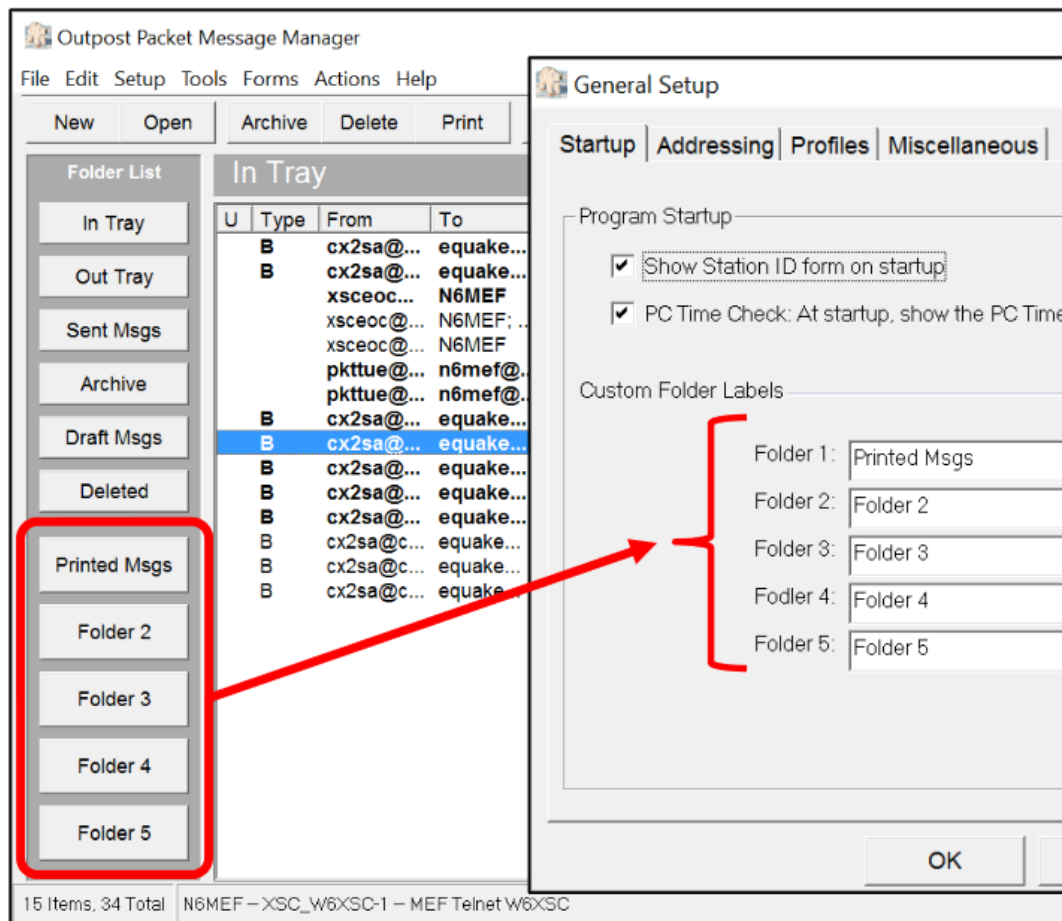 Outpost Packet Message Manager
File Edit Setup Tools Forms Actions Help
New Open Archive Delete Print
Folder List
In Tray
Out Tray
Sent Msgs
Archive
Draft Msgs
Deleted
Printed Msgs
Folder 2
Folder 3
Folder 4
Folder 5
In Tray
U Type From To
B cx2sa@... equake...
B cx2sa@... equake...
xsceoc... N6MEF
xsceoc@... N6MEF; ..
xsceoc@... N6MEF
pkttue@... n6mef@..
pkttue@... n6mef@..
B cx2sa@... equake...
B cx2sa@... equake...
B cx2sa@... equake...
B cx2sa@... equake...
B cx2sa@... equake...
B cx2sa@c... equake...
B cx2sa@c... equake...
B cx2sa@c... equake...
15 Items, 34 Total N6MEF – XSC_W6XSC-1 – MEF Telnet W6XSC
General Setup
Startup Addressing Profiles Miscellaneous
Program Startup
Show Station ID form on startup
PC Time Check: At startup, show the PC Time
Custom Folder Labels
Folder 1: Printed Msgs
Folder 2: Folder 2
Folder 3: Folder 3
Fodler 4: Folder 4
Folder 5: Folder 5
OK